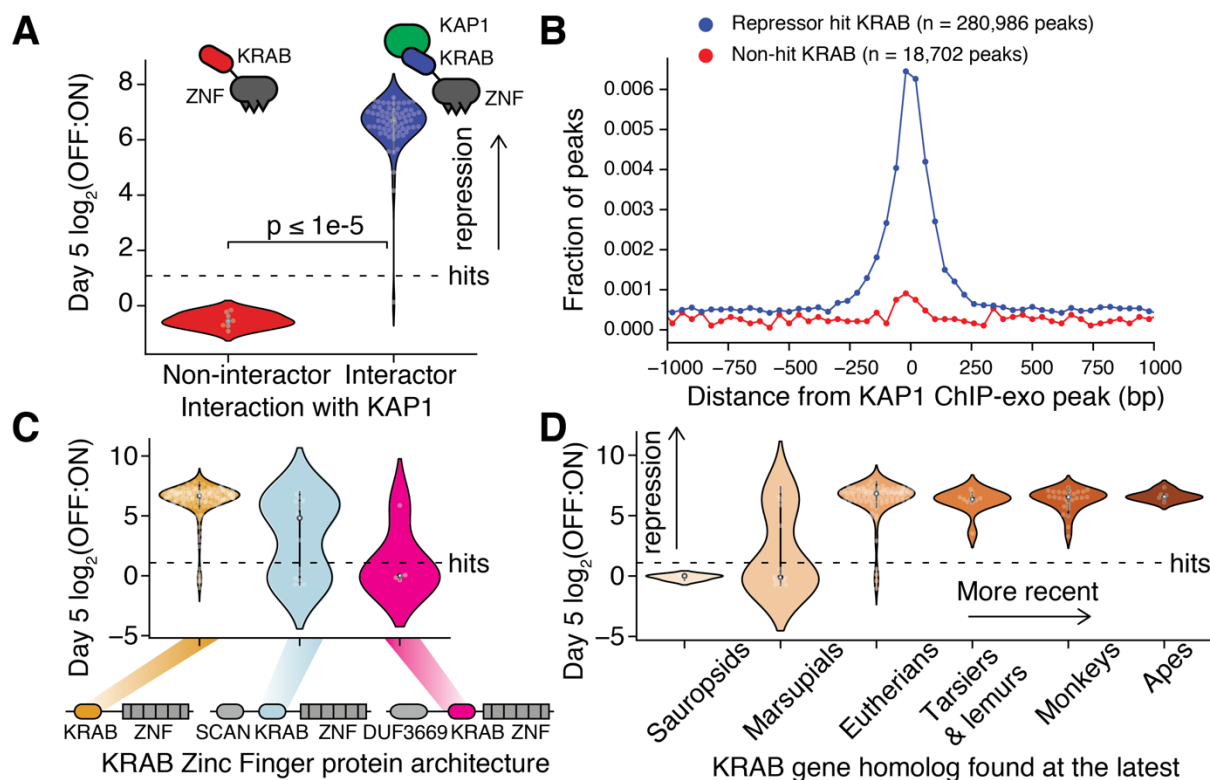 A
KAP1
KRAB
KRAB
ZNF
ZNF
Day 5 log2(OFF:ON)
8
6
4
2
0
p ≤ 1e-5
repression
hits
Non-interactor Interactor
Interaction with KAP1
B
Repressor hit KRAB (n = 280,986 peaks)
Non-hit KRAB (n = 18,702 peaks)
Fraction of peaks
0.006
0.005
0.004
0.003
0.002
0.001
0.000
−1000 −750 −500 −250 0 250 500 750 1000
Distance from KAP1 ChIP-exo peak (bp)
C
Day 5 log2(OFF:ON)
10
5
0
−5
hits
KRAB ZNF SCAN KRAB ZNF DUF3669 KRAB ZNF
KRAB Zinc Finger protein architecture
D
Day 5 log2(OFF:ON)
10
5
0
−5
repression
hits
More recent
Sauropsids
Marsupials
Eutherians
Tarsiers
& lemurs
Monkeys
Apes
KRAB gene homolog found at the latest